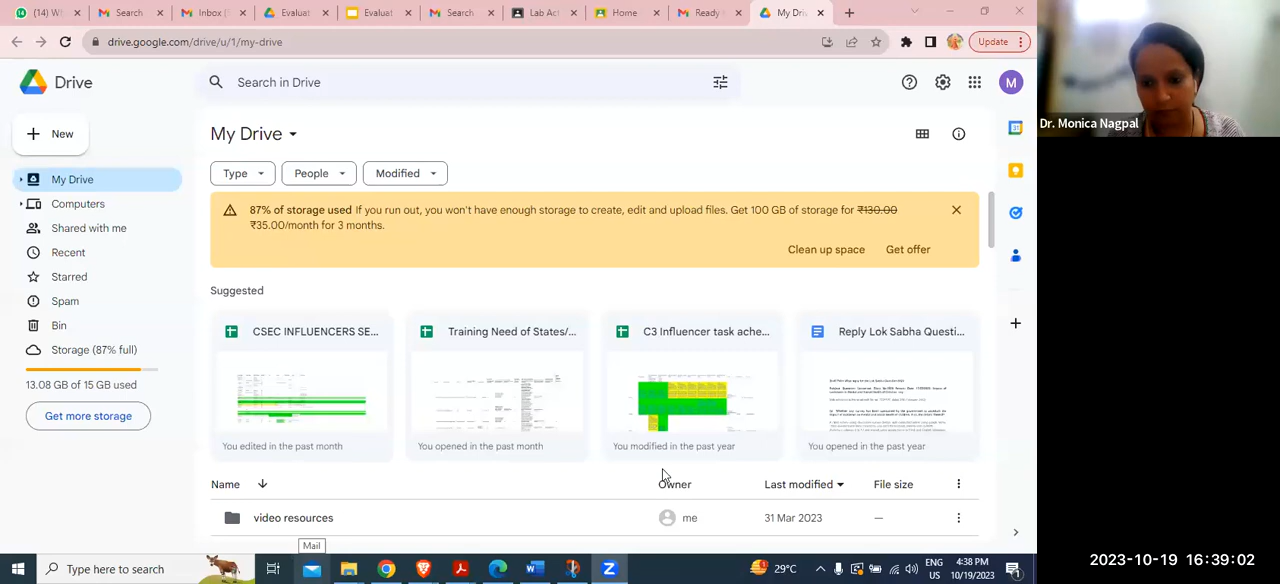 (14) W
Search
Inbox (
Evaluat
Evaluat
Search
Lab Act
Home
Ready
My Driv
drive.google.com/drive/u/1/my-drive
Update
Drive
Search in Drive
M
Dr. Monica Nagpal
New
My Drive
Type
People
Modified
My Drive
Computers
Shared with me
Recent
Starred
Spam
Bin
Storage (87% full)
13.08 GB of 15 GB used
Get more storage
87% of storage used If you run out, you won't have enough storage to create, edit and upload files. Get 100 GB of storage for ₹130.00
₹35.00/month for 3 months.
Clean up space
Get offer
Suggested
CSEC INFLUENCERS SE...
Training Need of States/...
C3 Influencer task ache...
Reply Lok Sabha Questi...
You edited in the past month
You opened in the past month
You modified in the past year
You opened in the past year
Name
Owner
Last modified
File size
video resources
me
31 Mar 2023
—
Mail
Type here to search
29°C
ENG
US
4:38 PM
10/19/2023
2023-10-19 16:39:02